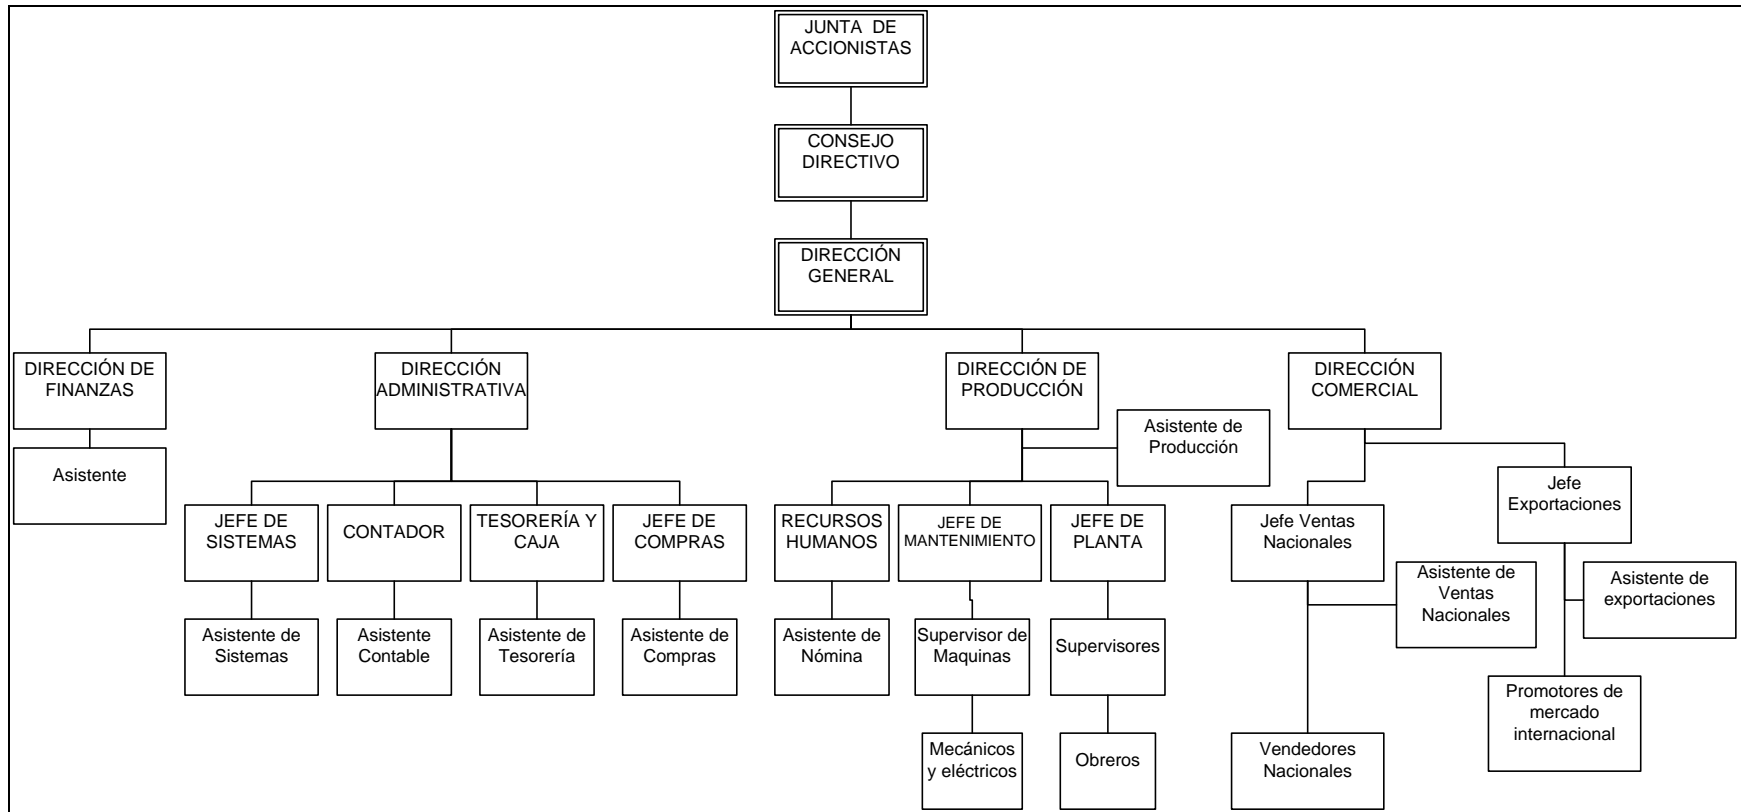 JUNTA DE
ACCIONISTAS
CONSEJO
DIRECTIVO
DIRECCIÓN
GENERAL
DIRECCIÓN DE
FINANZAS
DIRECCIÓN
ADMINISTRATIVA
DIRECCIÓN DE
PRODUCCIÓN
DIRECCIÓN
COMERCIAL
Asistente
Asistente de
Producción
JEFE DE
SISTEMAS
CONTADOR
TESORERÍA Y
CAJA
JEFE DE
COMPRAS
RECURSOS
HUMANOS
JEFE DE
MANTENIMIENTO
JEFE DE
PLANTA
Jefe Ventas
Nacionales
Jefe
Exportaciones
Asistente de
Sistemas
Asistente
Contable
Asistente de
Tesorería
Asistente de
Compras
Asistente de
Nómina
Supervisor de
Maquinas
Supervisores
Asistente de
Ventas
Nacionales
Asistente de
exportaciones
Mecánicos
y eléctricos
Obreros
Vendedores
Nacionales
Promotores de
mercado
internacional